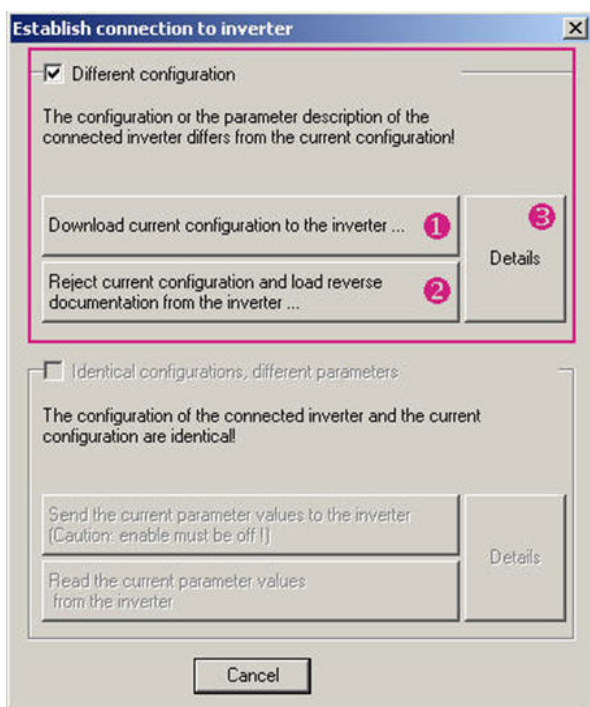 Establish connection to inverter
Different configuration
The configuration or the parameter description of the
connected inverter differs from the current configuration!
Download current configuration to the inverter ... 1
Reject current configuration and load reverse
documentation from the inverter ... 2
3
Details
Identical configurations, different parameters
The configuration of the connected inverter and the current
configuration are identical!
Send the current parameter values to the inverter
(Caution: enable must be off !)
Read the current parameter values
from the inverter
Details
Cancel